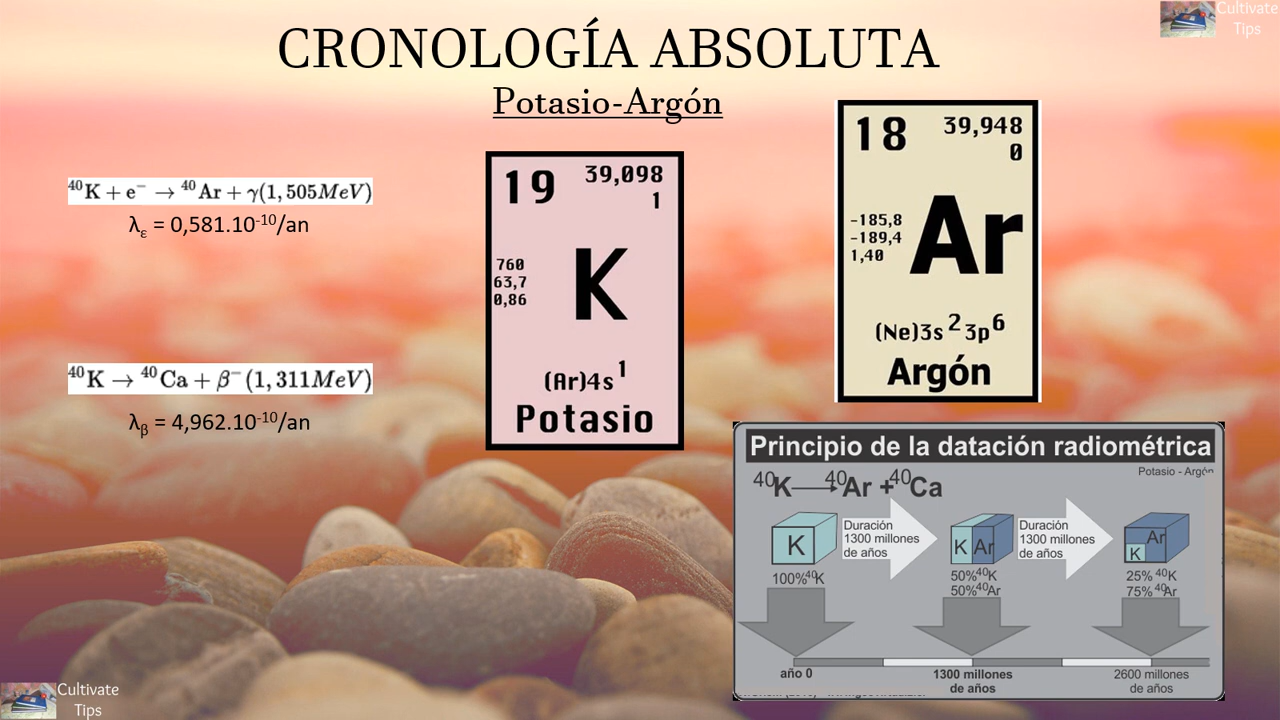 Cultivate
Tips
CRONOLOGÍA ABSOLUTA
Potasio-Argón
⁴⁰K + e⁻ → ⁴⁰Ar + γ(1,505MeV)
λε = 0,581.10⁻¹⁰/an
⁴⁰K → ⁴⁰Ca + β⁻(1,311MeV)
λβ = 4,962.10⁻¹⁰/an
19
39,098
1
760
63,7
0,86
K
(Ar)4s¹
Potasio
18
39,948
0
-185,8
-189,4
1,40
Ar
(Ne)3s²3p⁶
Argón
Principio de la datación radiométrica
Potasio - Argón
⁴⁰K → ⁴⁰Ar + ⁴⁰Ca
K
Duración
1300 millones
de años
K Ar
Duración
1300 millones
de años
K Ar
100%⁴⁰K
50%⁴⁰K
50%⁴⁰Ar
25% ⁴⁰K
75% ⁴⁰Ar
año 0
1300 millones
de años
2600 millones
de años
Cultivate
Tips